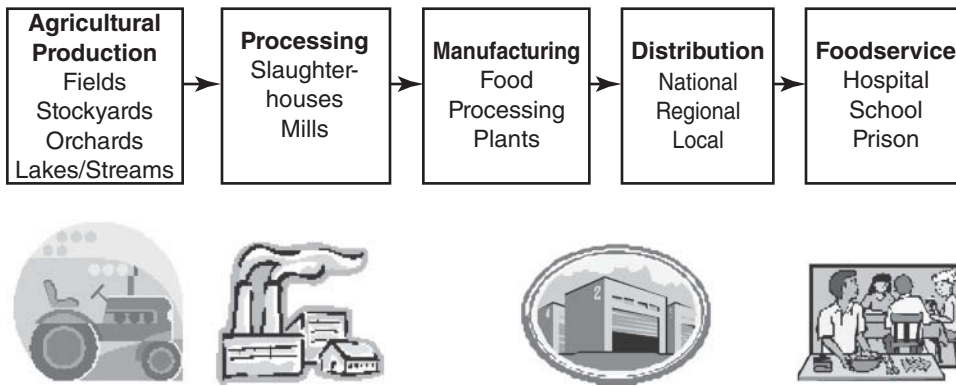 Agricultural
Production
Fields
Stockyards
Orchards
Lakes/Streams
Processing
Slaughter-
houses
Mills
Manufacturing
Food
Processing
Plants
Distribution
National
Regional
Local
Foodservice
Hospital
School
Prison
2